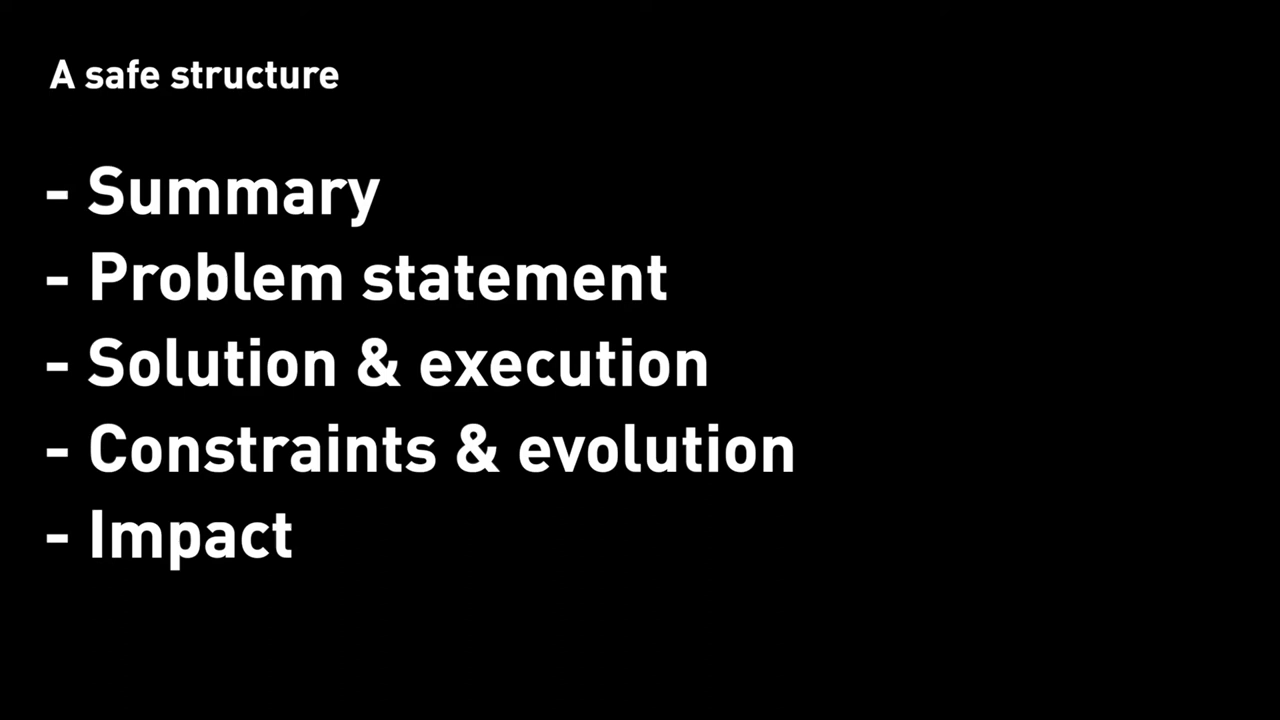 A safe structure
- Summary
- Problem statement
- Solution & execution
- Constraints & evolution
- Impact